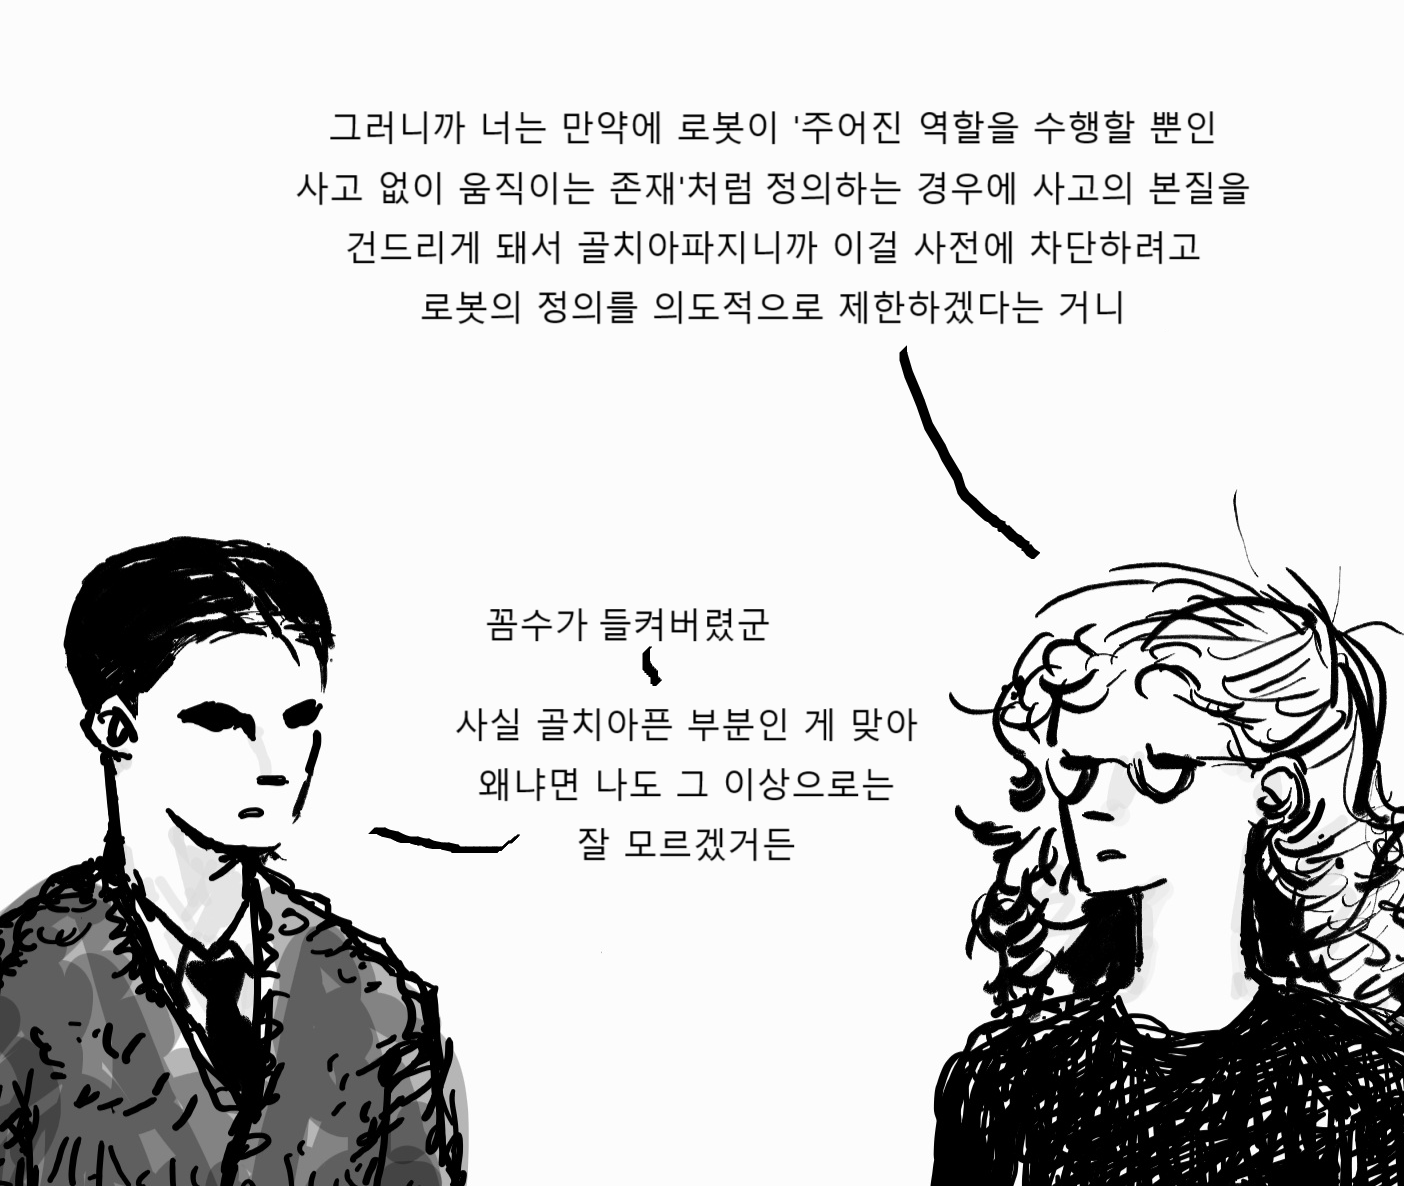 그러니까 너는 만약에 로봇이 '주어진 역할을 수행할 뿐인
사고 없이 움직이는 존재'처럼 정의하는 경우에 사고의 본질을
건드리게 돼서 골치아파지니까 이걸 사전에 차단하려고
로봇의 정의를 의도적으로 제한하겠다는 거니
꼼수가 들켜버렸군
사실 골치아픈 부분인 게 맞아
왜냐면 나도 그 이상으로는
잘 모르겠거든